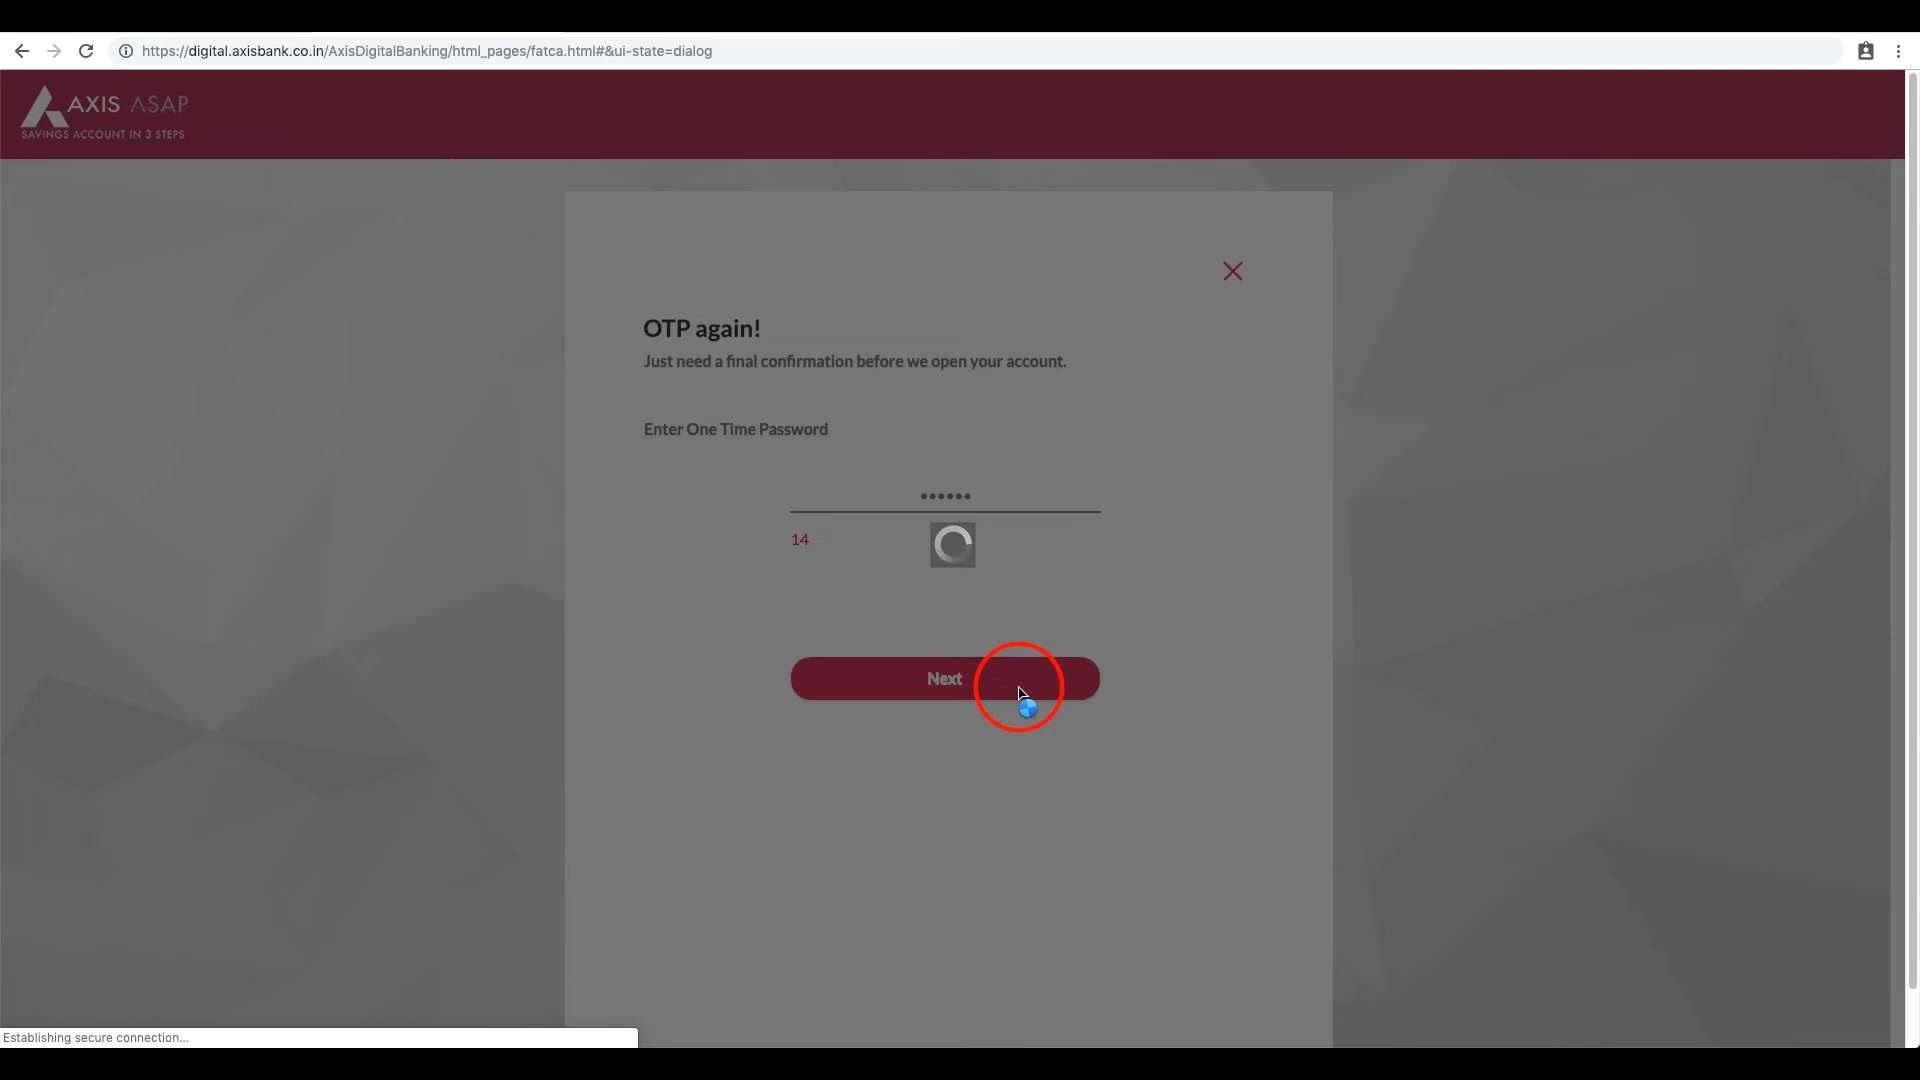 https://digital.axisbank.co.in/AxisDigitalBanking/html_pages/fatca.html#&ui-state=dialog
AXIS ASAP
SAVINGS ACCOUNT IN 3 STEPS
OTP again!
Just need a final confirmation before we open your account.
Enter One Time Password
••••••
14
Next
Establishing secure connection...